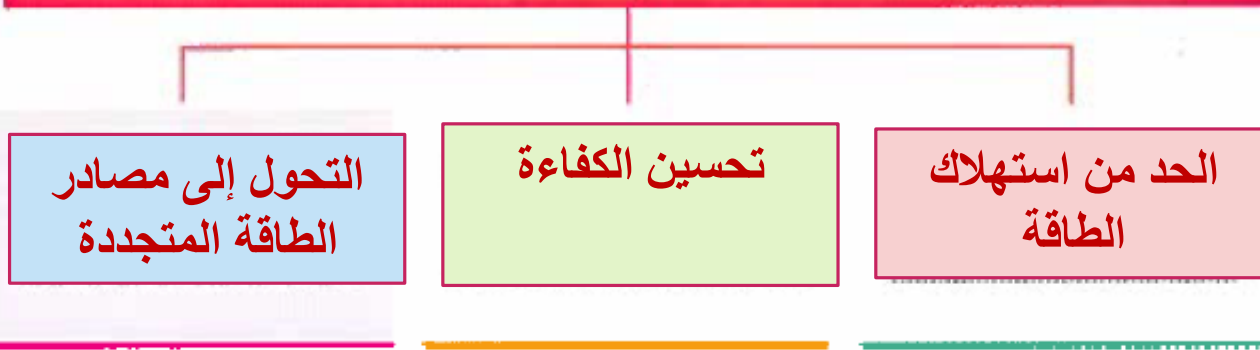 الحد من استهلاك
الطاقة
تحسين الكفاءة
التحول إلى مصادر
الطاقة المتجددة